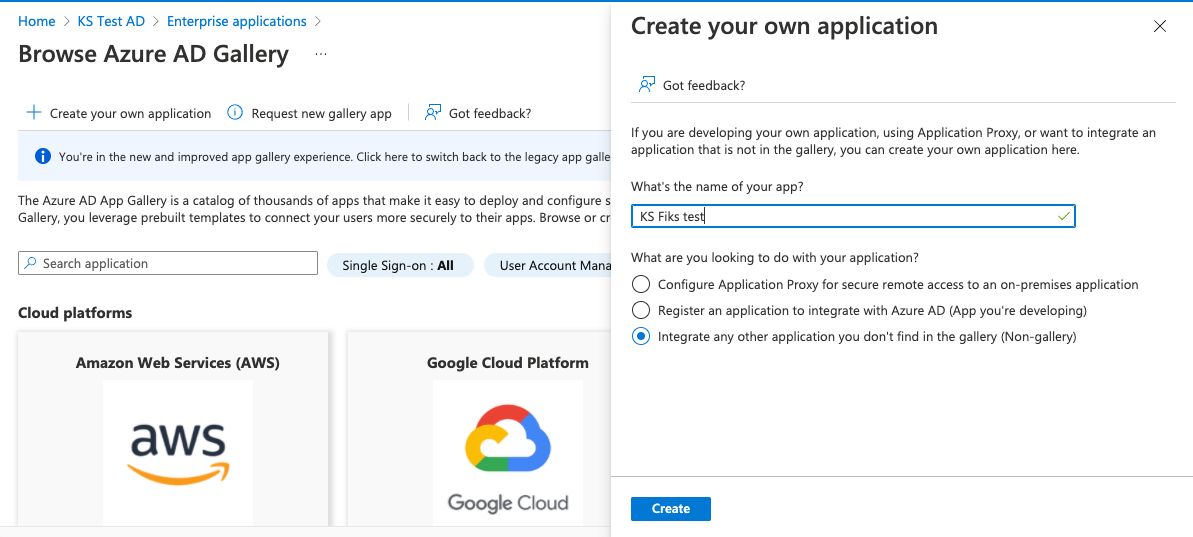 Home > KS Test AD > Enterprise applications >
Browse Azure AD Gallery ...
Create your own application
Request new gallery app
Got feedback?
You're in the new and improved app gallery experience. Click here to switch back to the legacy app galle
The Azure AD App Gallery is a catalog of thousands of apps that make it easy to deploy and configure s
Gallery, you leverage prebuilt templates to connect your users more securely to their apps. Browse or cr
Search application
Single Sign-on : All
User Account Mana
Cloud platforms
Amazon Web Services (AWS)
aws
Google Cloud Platform
Google Cloud
Create your own application
Got feedback?
If you are developing your own application, using Application Proxy, or want to integrate an
application that is not in the gallery, you can create your own application here.
What's the name of your app?
KS Fiks test
What are you looking to do with your application?
Configure Application Proxy for secure remote access to an on-premises application
Register an application to integrate with Azure AD (App you're developing)
Integrate any other application you don't find in the gallery (Non-gallery)
Create